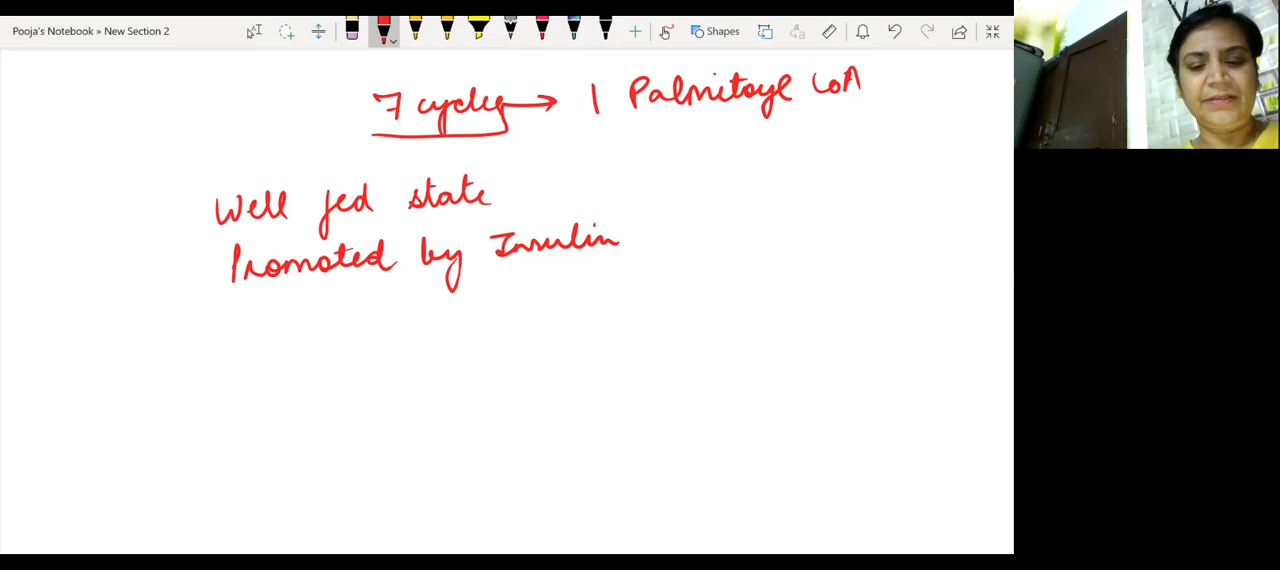 Pooja's Notebook » New Section 2
Shapes
7 cycles → 1 Palmitoyl CoA
Well fed state
Promoted by Insulin